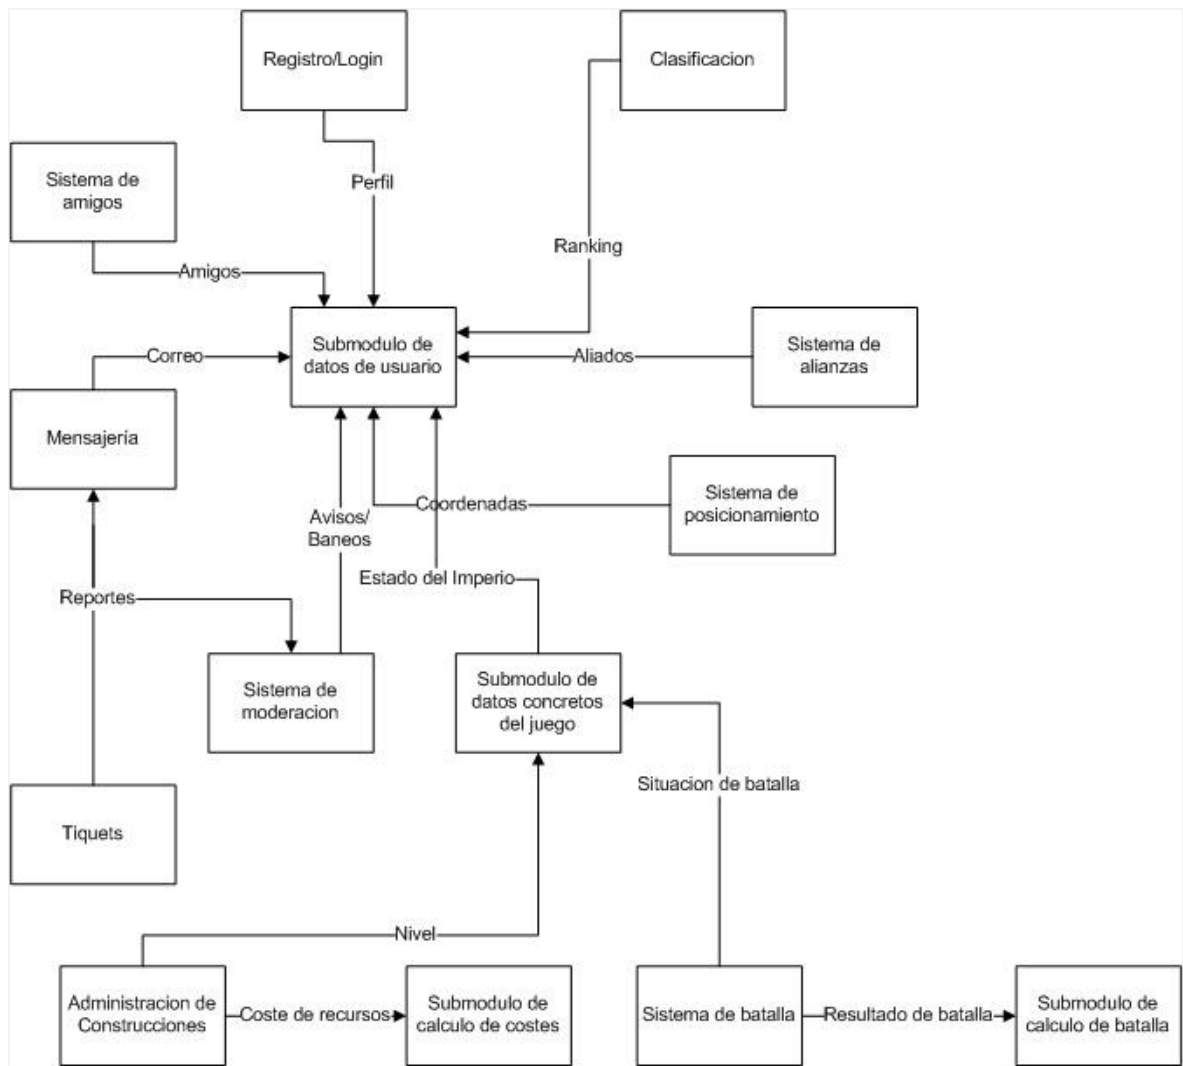 Registro/Login
Clasificacion
Sistema de
amigos
Perfil
Ranking
Amigos
Submodulo de
datos de usuario
Correo
Aliados
Sistema de
alianzas
Mensajería
Sistema de
posicionamiento
Coordenadas
Avisos/
Baneos
Estado del Imperio
Reportes
Sistema de
moderacion
Submodulo de
datos concretos
del juego
Situacion de batalla
Tiquets
Nivel
Administracion de
Construcciones
Coste de recursos
Submodulo de
calculo de costes
Sistema de batalla
Resultado de batalla
Submodulo de
calculo de batalla